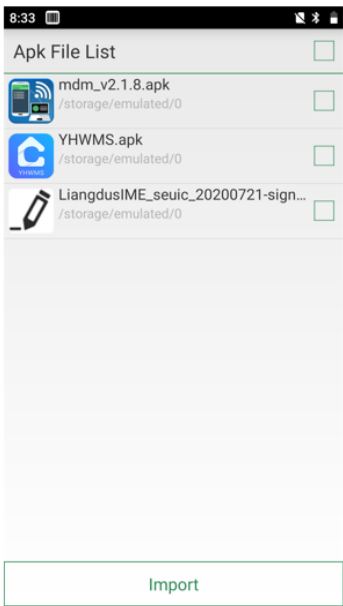 8:33
Apk File List
mdm_v2.1.8.apk
/storage/emulated/0
YHWMS.apk
/storage/emulated/0
YHWMS
LiangdusIME_seuic_20200721-sign...
/storage/emulated/0
Import